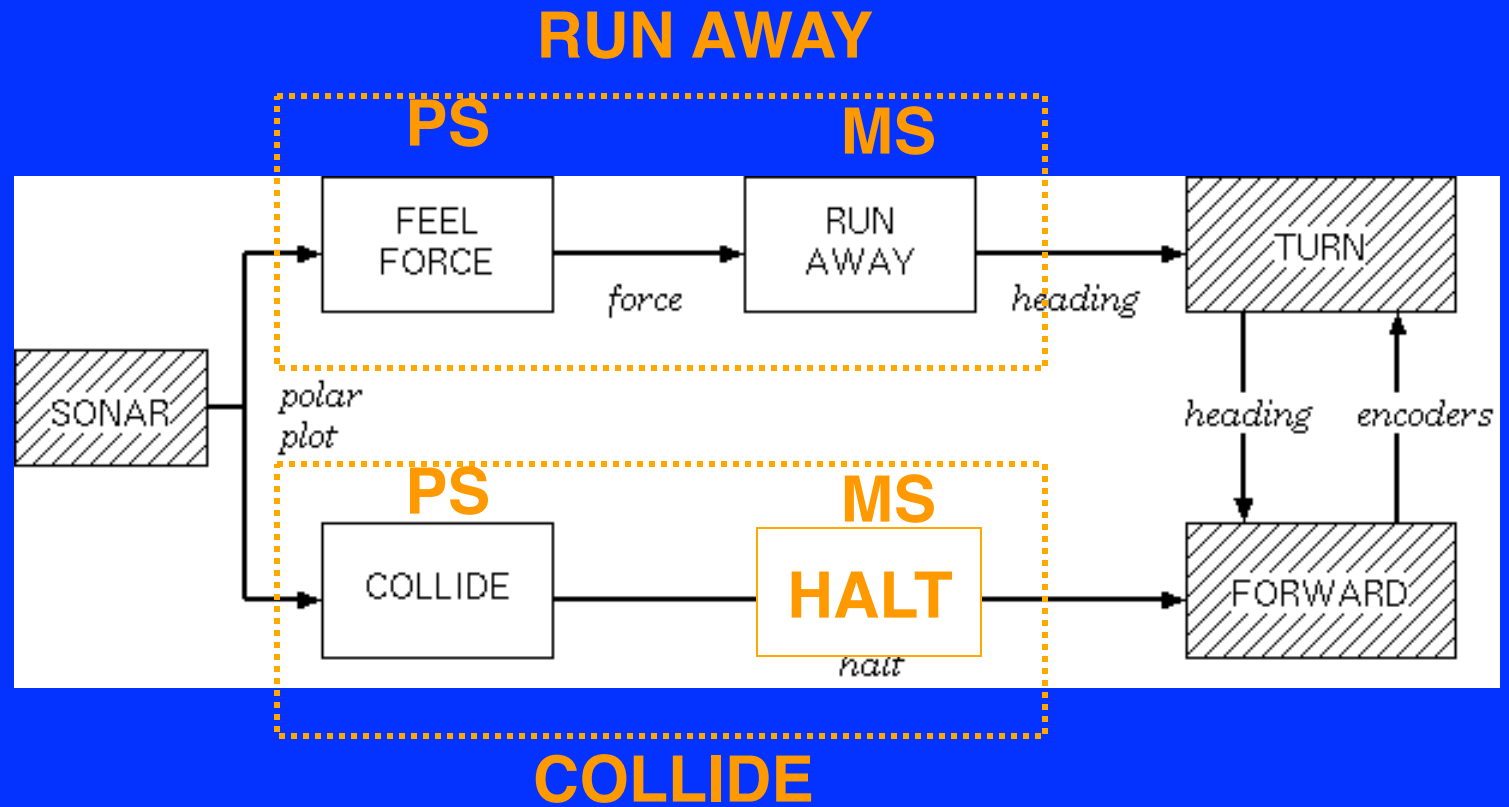 RUN AWAY
PS
MS
FEEL
FORCE
force
RUN
AWAY
heading
TURN
SONAR
polar
plot
heading
encoders
PS
MS
COLLIDE
HALT
halt
FORWARD
COLLIDE